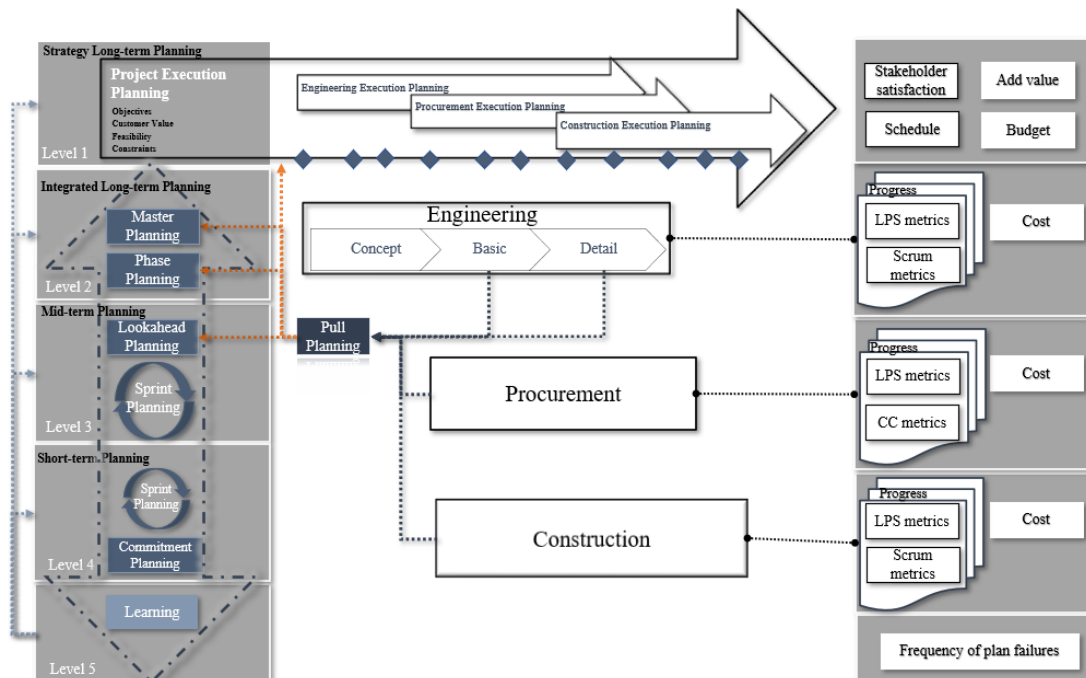 Strategy Long-term Planning
Project Execution
Planning
Objectives
Customer Value
Feasibility
Constraints
Level 1
Engineering Execution Planning
Procurement Execution Planning
Construction Execution Planning
Stakeholder
satisfaction
Add value
Schedule
Budget
Integrated Long-term Planning
Master
Planning
Phase
Planning
Level 2
Engineering
Concept
Basic
Detail
Progress
LPS metrics
Scrum
metrics
Cost
Mid-term Planning
Lookahead
Planning
Sprint
Planning
Level 3
Pull
Planning
Procurement
Progress
LPS metrics
CC metrics
Cost
Short-term Planning
Sprint
Planning
Commitment
Planning
Level 4
Construction
Progress
LPS metrics
Scrum
metrics
Cost
Learning
Level 5
Frequency of plan failures